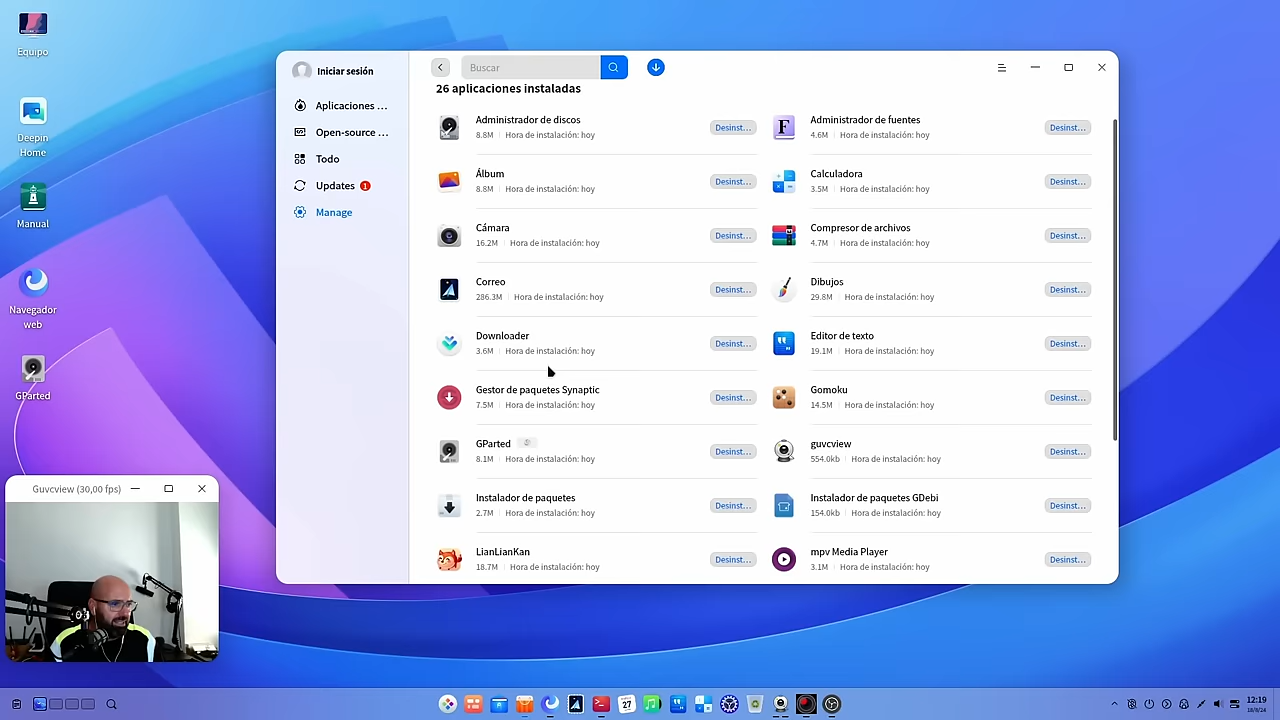 Equipo
Deepin
Home
Manual
Navegador
web
GParted
Guvcview (30,00 fps)
Iniciar sesión
Aplicaciones ...
Open-source ...
Todo
Updates 1
Manage
Buscar
26 aplicaciones instaladas
Administrador de discos
8.8M Hora de instalación: hoy
Desinst...
Administrador de fuentes
4.6M Hora de instalación: hoy
Desinst...
Álbum
8.8M Hora de instalación: hoy
Desinst...
Calculadora
3.5M Hora de instalación: hoy
Desinst...
Cámara
16.2M Hora de instalación: hoy
Desinst...
Compresor de archivos
4.7M Hora de instalación: hoy
Desinst...
Correo
286.3M Hora de instalación: hoy
Desinst...
Dibujos
29.8M Hora de instalación: hoy
Desinst...
Downloader
3.6M Hora de instalación: hoy
Desinst...
Editor de texto
19.1M Hora de instalación: hoy
Desinst...
Gestor de paquetes Synaptic
7.5M Hora de instalación: hoy
Desinst...
Gomoku
14.5M Hora de instalación: hoy
Desinst...
GParted
8.1M Hora de instalación: hoy
Desinst...
guvcview
554.0kb Hora de instalación: hoy
Desinst...
Instalador de paquetes
2.7M Hora de instalación: hoy
Desinst...
Instalador de paquetes GDebi
154.0kb Hora de instalación: hoy
Desinst...
LianLianKan
18.7M Hora de instalación: hoy
Desinst...
mpv Media Player
3.1M Hora de instalación: hoy
Desinst...
27
12:19
18/8/24